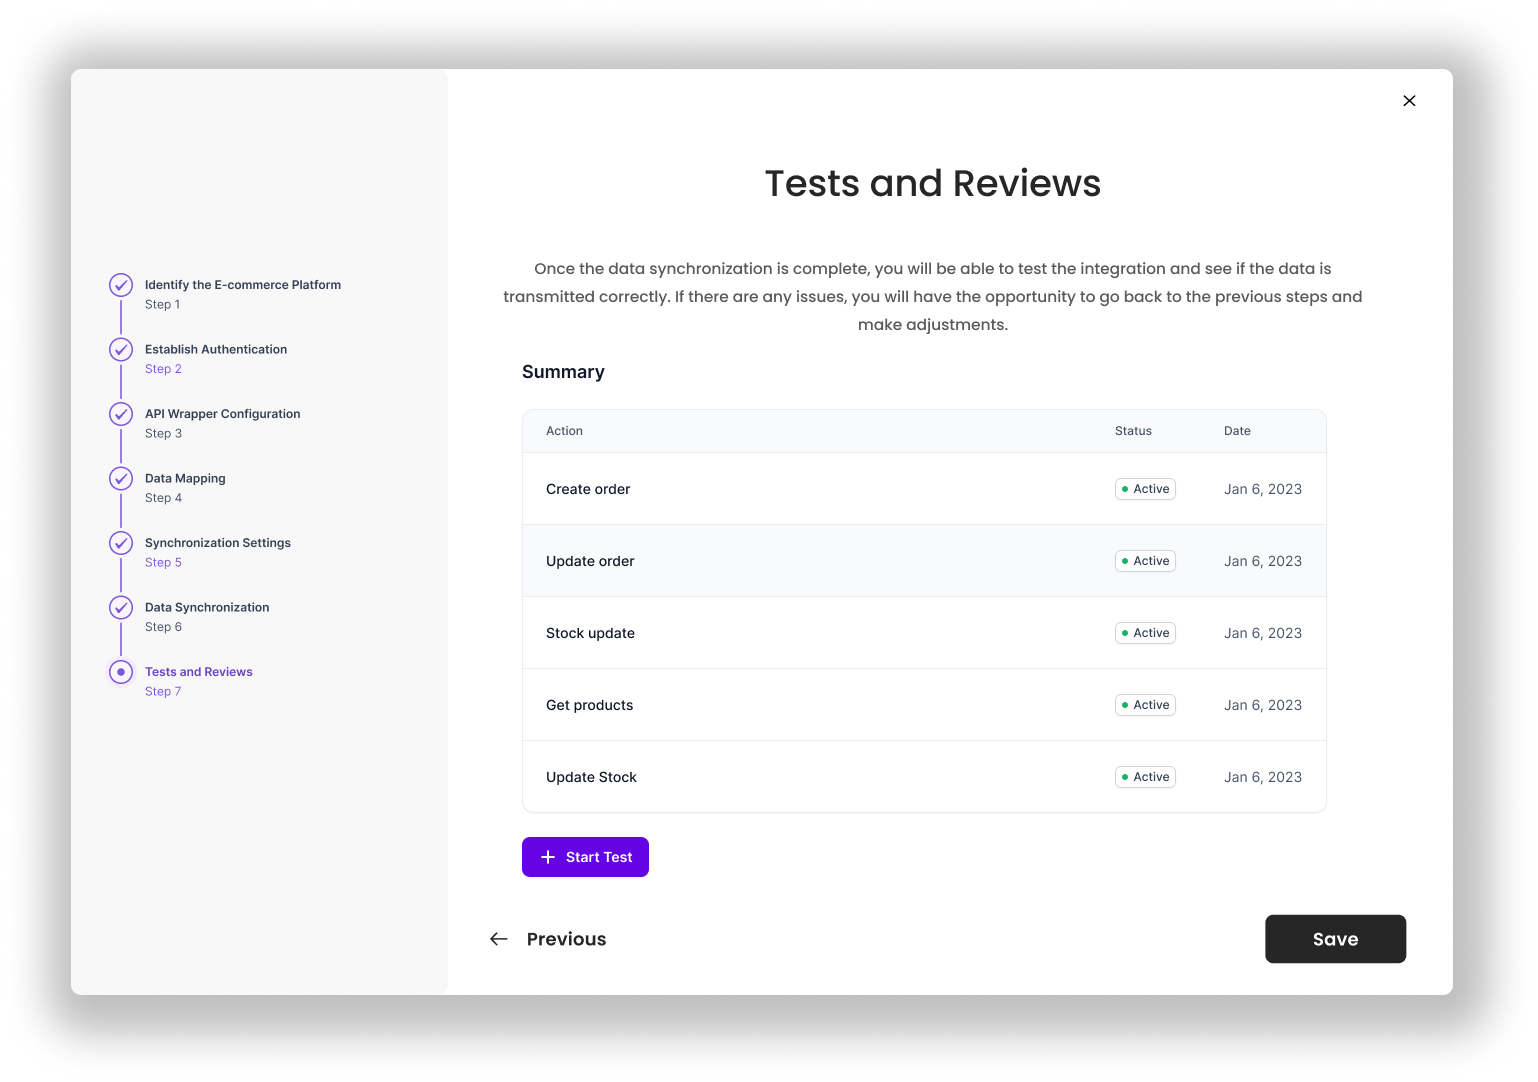 Identify the E-commerce Platform
Step 1
Establish Authentication
Step 2
API Wrapper Configuration
Step 3
Data Mapping
Step 4
Synchronization Settings
Step 5
Data Synchronization
Step 6
Tests and Reviews
Step 7
Tests and Reviews
Once the data synchronization is complete, you will be able to test the integration and see if the data is
transmitted correctly. If there are any issues, you will have the opportunity to go back to the previous steps and
make adjustments.
Summary
Action Status Date
Create order Active Jan 6, 2023
Update order Active Jan 6, 2023
Stock update Active Jan 6, 2023
Get products Active Jan 6, 2023
Update Stock Active Jan 6, 2023
Start Test
Previous
Save